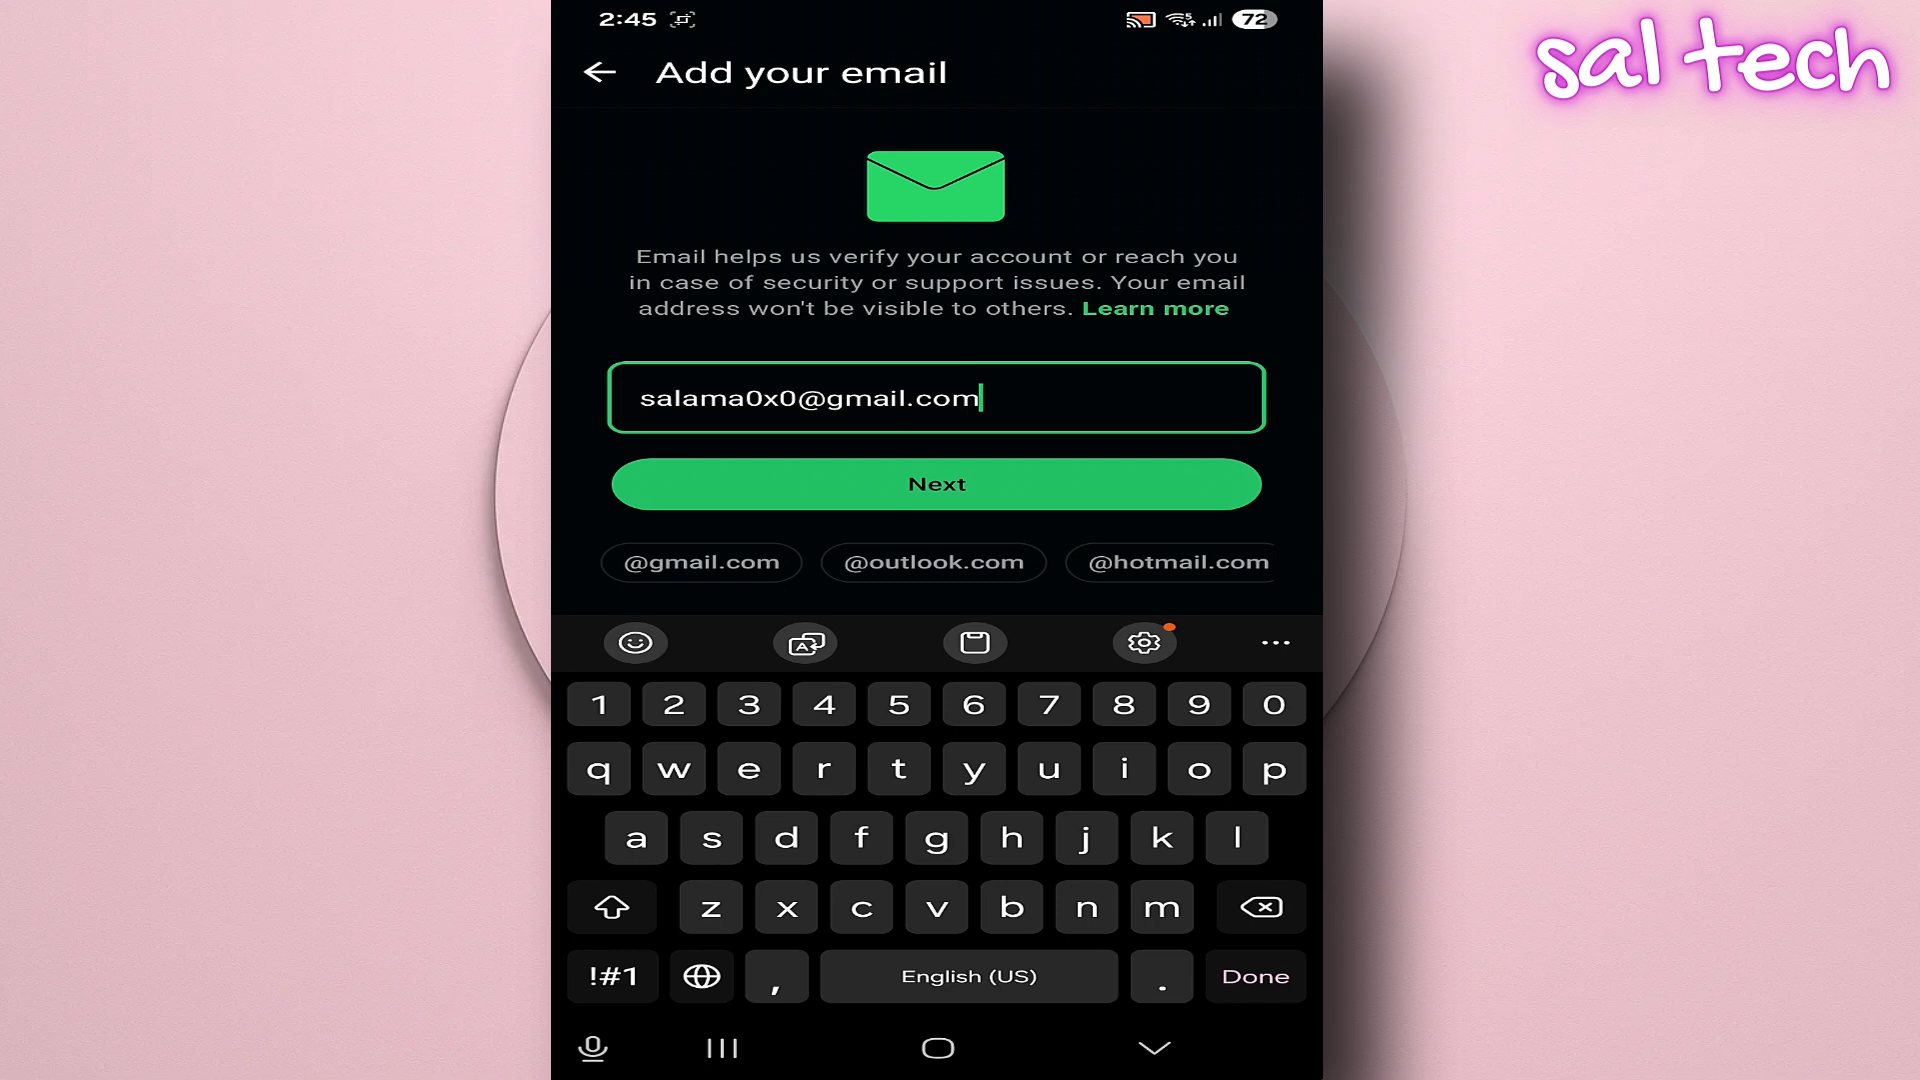 2:45
72
sal tech
Add your email
Email helps us verify your account or reach you
in case of security or support issues. Your email
address won't be visible to others. Learn more
salama0x0@gmail.com
Next
@gmail.com @outlook.com @hotmail.com
1 2 3 4 5 6 7 8 9 0
q w e r t y u i o p
a s d f g h j k l
z x c v b n m
!#1 , English (US) . Done